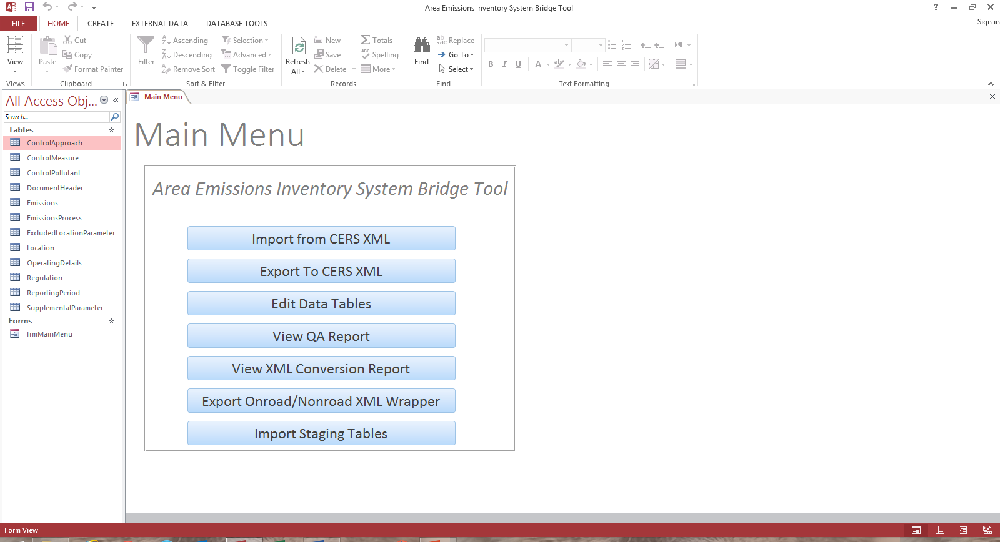 Area Emissions Inventory System Bridge Tool
?
Sign in
FILE HOME CREATE EXTERNAL DATA DATABASE TOOLS
View
Views
Paste
Cut
Copy
Format Painter
Clipboard
Filter
Ascending
Descending
Remove Sort
Selection
Advanced
Toggle Filter
Sort & Filter
Refresh
All
New
Save
Delete
Totals
Spelling
More
Records
Find
Replace
Go To
Select
Find
B I U A
Text Formatting
All Access Obj...
Search...
Tables
ControlApproach
ControlMeasure
ControlPollutant
DocumentHeader
Emissions
EmissionsProcess
ExcludedLocationParameter
Location
OperatingDetails
Regulation
ReportingPeriod
SupplementalParameter
Forms
frmMainMenu
Main Menu
Main Menu
Area Emissions Inventory System Bridge Tool
Import from CERS XML
Export To CERS XML
Edit Data Tables
View QA Report
View XML Conversion Report
Export Onroad/Nonroad XML Wrapper
Import Staging Tables
Form View